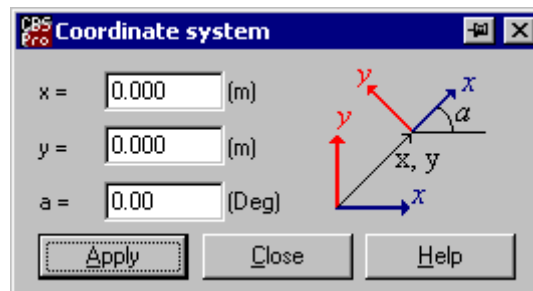 CBS
Pro
Coordinate system
x = 0.000 (m)
y = 0.000 (m)
a = 0.00 (Deg)
y
x
a
y
x, y
x
Apply Close Help